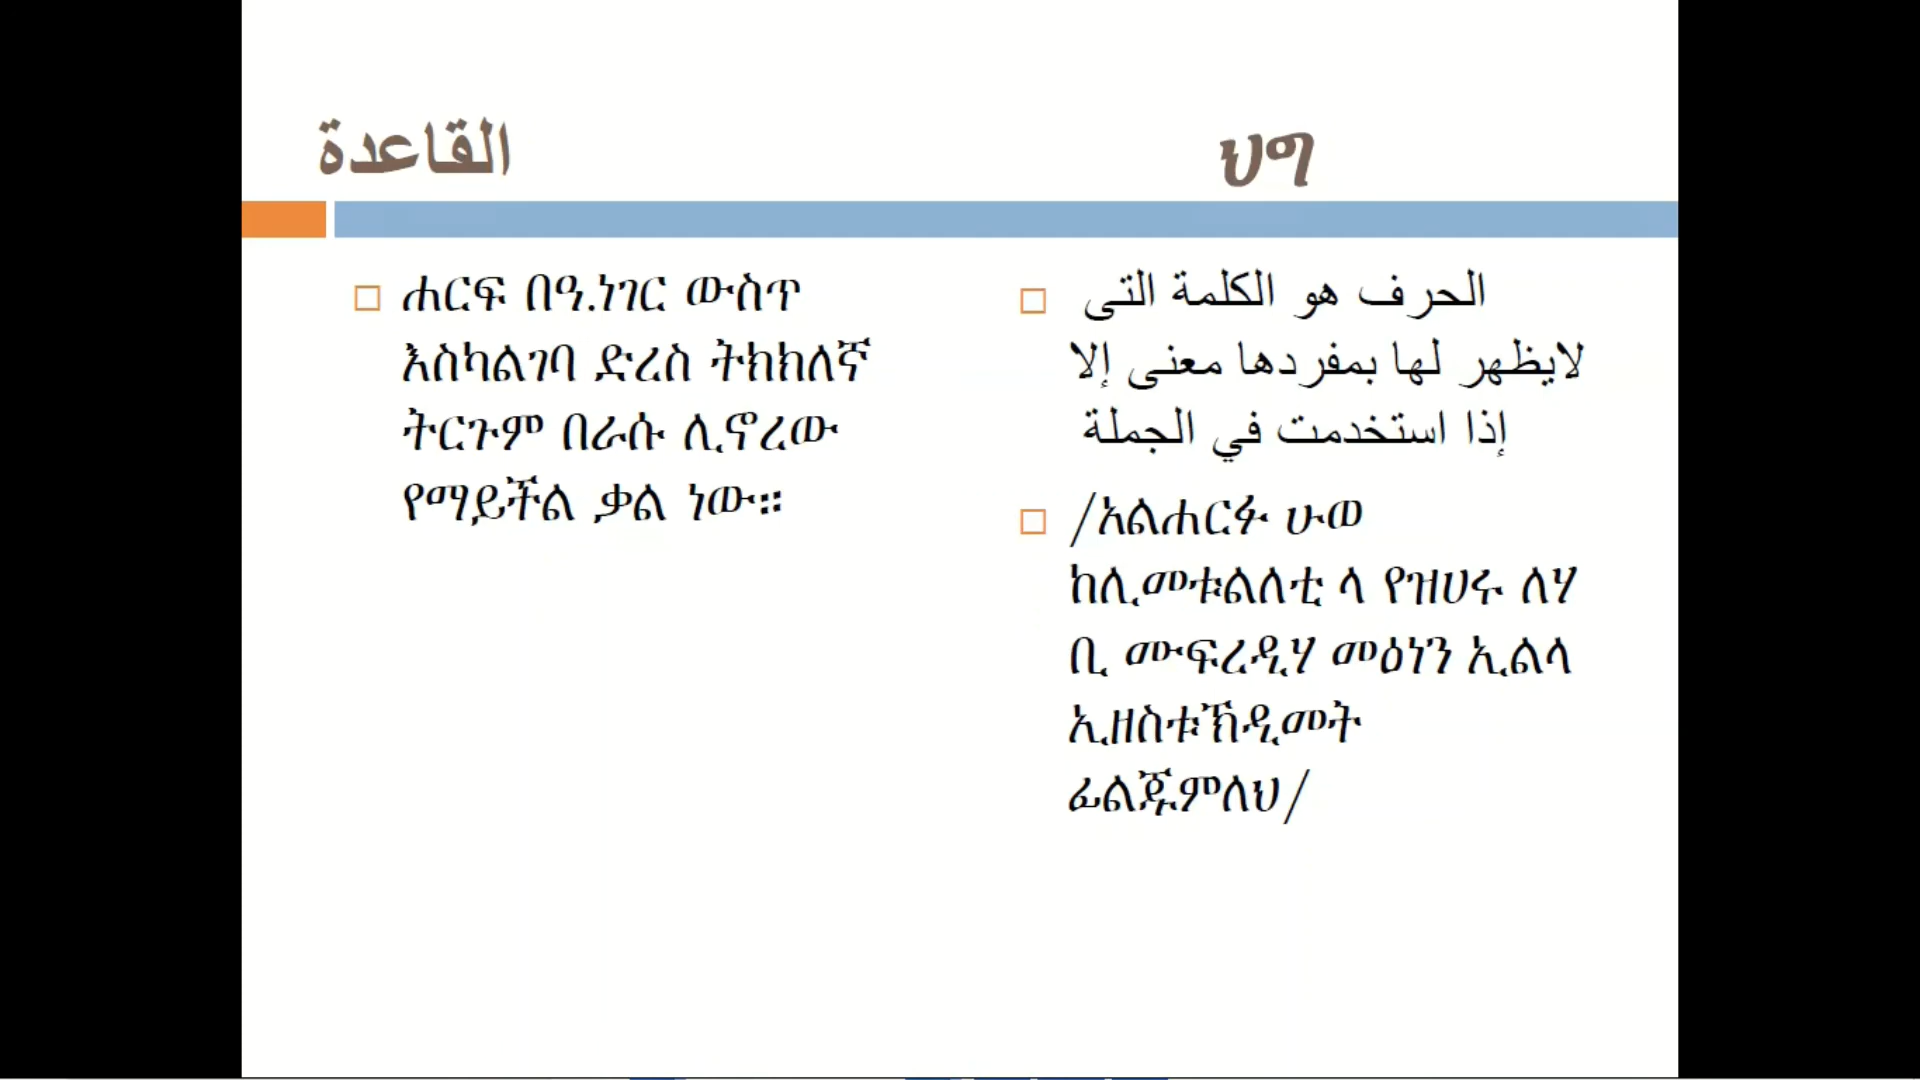 القاعدة
ህግ
ሐርፍ በዓ.ነገር ውስጥ
እስካልገባ ድረስ ትክክለኛ
ትርጉም በራሱ ሊኖረው
የማይችል ቃል ነው።
الحرف هو الكلمة التى
لايظهر لها بمفردها معنى إلا
إذا استخدمت في الجملة
/አልሐርፉ ሁወ
ከሊመቱልለቲ ላ የዝሀሩ ለሃ
ቢ ሙፍረዲሃ መዕነን ኢልላ
ኢዘስቱኽዲመት
ፊልጁምለህ/